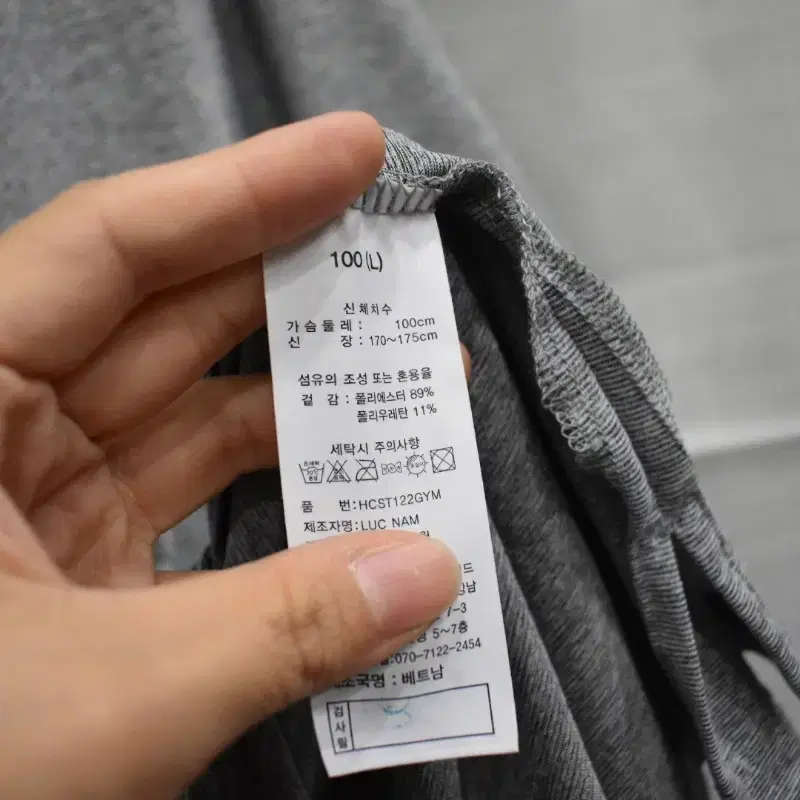 100(L)
신체치수
가슴둘레: 100cm
신 장: 170~175cm
섬유의 조성 또는 혼용율
겉 감: 폴리에스터 89%
폴리우레탄 11%
세탁시 주의사항
품 번: HCST122GYM
제조자명: LUC NAM
7-3
5~7층
070-7122-2454
제조국명: 베트남
검사필